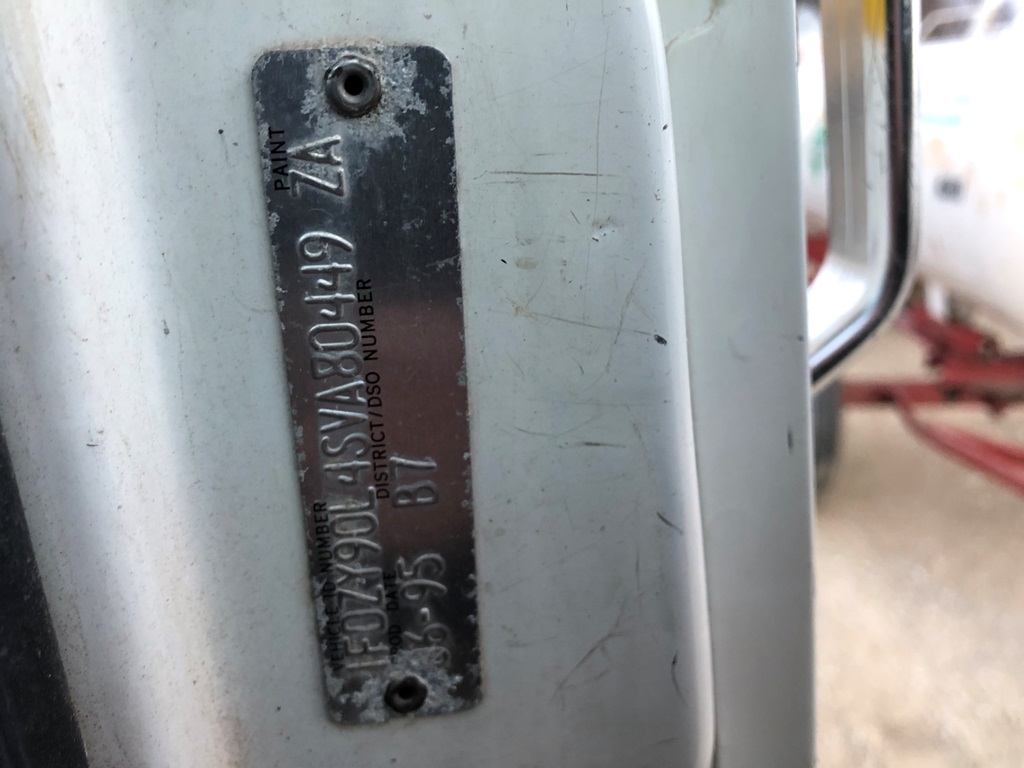 VEHICLE ID NUMBER PAINT
1FDZY90L4SVA80449 ZA
PROD DATE DISTRICT/DSO NUMBER
06-95 B7